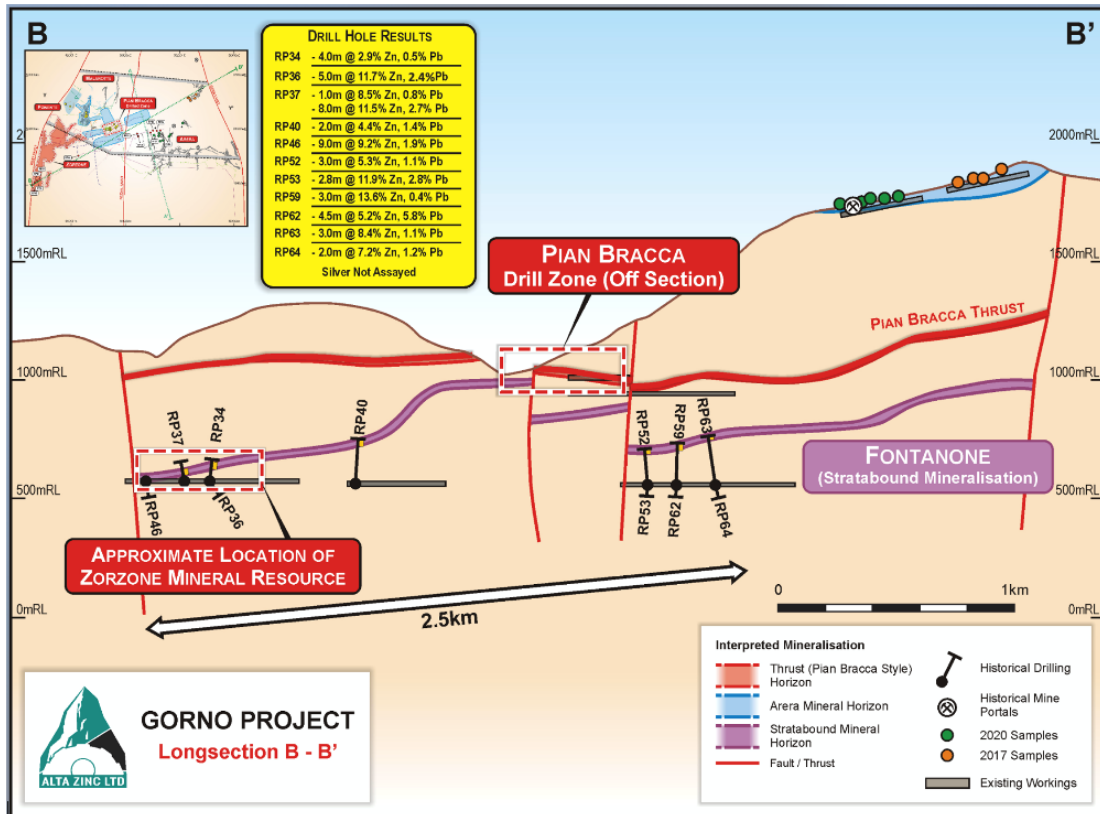 B
B'
DRILL HOLE RESULTS
RP34 - 4.0m @ 2.9% Zn, 0.5% Pb
RP36 - 5.0m @ 11.7% Zn, 2.4%Pb
RP37 - 1.0m @ 8.5% Zn, 0.8% Pb
- 8.0m @ 11.5% Zn, 2.7% Pb
RP40 - 2.0m @ 4.4% Zn, 1.4% Pb
RP46 - 9.0m @ 9.2% Zn, 1.9% Pb
RP52 - 3.0m @ 5.3% Zn, 1.1% Pb
RP53 - 2.8m @ 11.9% Zn, 2.8% Pb
RP59 - 3.0m @ 13.6% Zn, 0.4% Pb
RP62 - 4.5m @ 5.2% Zn, 5.8% Pb
RP63 - 3.0m @ 8.4% Zn, 1.1% Pb
RP64 - 2.0m @ 7.2% Zn, 1.2% Pb
Silver Not Assayed
PIAN BRACCA
ZORZONE
2000mRL
1500mRL
1500mRL
PIAN BRACCA
Drill Zone (Off Section)
PIAN BRACCA THRUST
1000mRL
1000mRL
RP37
RP34
RP40
RP52
RP59
RP63
FONTANONE
(Stratabound Mineralisation)
500mRL
500mRL
RP46
RP36
RP53
RP62
RP64
APPROXIMATE LOCATION OF
ZORZONE MINERAL RESOURCE
2.5km
0
1km
0mRL
0mRL
Interpreted Mineralisation
Thrust (Pian Bracca Style)
Horizon
Arera Mineral Horizon
Stratabound Mineral
Horizon
Fault / Thrust
Historical Drilling
Historical Mine
Portals
2020 Samples
2017 Samples
Existing Workings
ALTA ZINC LTD
GORNO PROJECT
Longsection B - B'